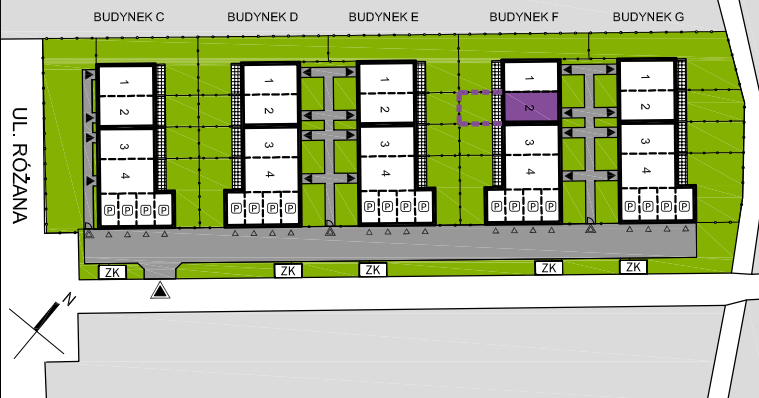 BUDYNEK C BUDYNEK D BUDYNEK E BUDYNEK F BUDYNEK G
UL. RÓŻANA
1 1 1 1 1
2 2 2 2 2
3 3 3 3 3
4 4 4 4 4
P P P P P P P P P P P P P P P P P P P P
ZK ZK ZK ZK ZK
N